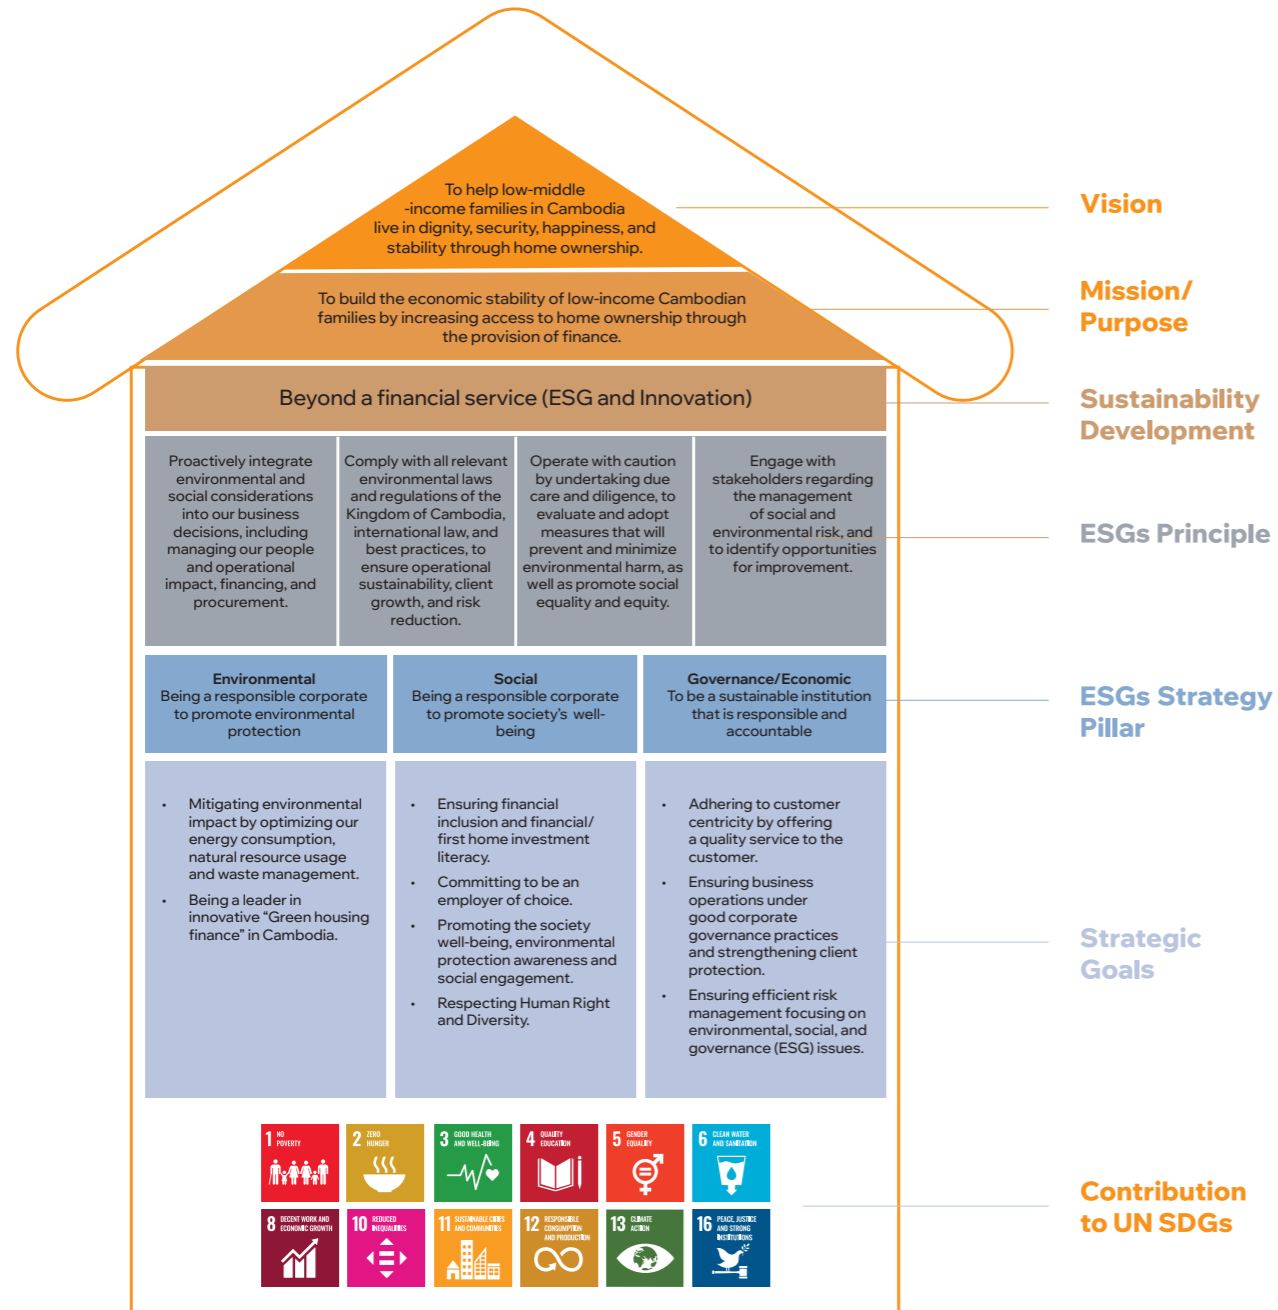 To help low-middle
-income families in Cambodia
live in dignity, security, happiness, and
stability through home ownership.
Vision
To build the economic stability of low-income Cambodian
families by increasing access to home ownership through
the provision of finance.
Mission/
Purpose
Beyond a financial service (ESG and Innovation)
Sustainability
Development
Proactively integrate
environmental and
social considerations
into our business
decisions, including
managing our people
and operational
impact, financing, and
procurement.
Comply with all relevant
environmental laws
and regulations of the
Kingdom of Cambodia,
international law, and
best practices, to
ensure operational
sustainability, client
growth, and risk
reduction.
Operate with caution
by undertaking due
care and diligence, to
evaluate and adopt
measures that will
prevent and minimize
environmental harm, as
well as promote social
equality and equity.
Engage with
stakeholders regarding
the management
of social and
environmental risk, and
to identify opportunities
for improvement.
ESGs Principle
Environmental
Being a responsible corporate
to promote environmental
protection
Social
Being a responsible corporate
to promote society's well-
being
Governance/Economic
To be a sustainable institution
that is responsible and
accountable
ESGs Strategy
Pillar
• Mitigating environmental
impact by optimizing our
energy consumption,
natural resource usage
and waste management.
• Being a leader in
innovative “Green housing
finance” in Cambodia.
• Ensuring financial
inclusion and financial/
first home investment
literacy.
• Committing to be an
employer of choice.
• Promoting the society
well-being, environmental
protection awareness and
social engagement.
• Respecting Human Right
and Diversity.
• Adhering to customer
centricity by offering
a quality service to the
customer.
• Ensuring business
operations under
good corporate
governance practices
and strengthening client
protection.
• Ensuring efficient risk
management focusing on
environmental, social, and
governance (ESG) issues.
Strategic
Goals
1 NO
POVERTY
2 ZERO
HUNGER
3 GOOD HEALTH
AND WELL-BEING
4 QUALITY
EDUCATION
5 GENDER
EQUALITY
6 CLEAN WATER
AND SANITATION
8 DECENT WORK AND
ECONOMIC GROWTH
10 REDUCED
INEQUALITIES
11 SUSTAINABLE CITIES
AND COMMUNITIES
12 RESPONSIBLE
CONSUMPTION
AND PRODUCTION
13 CLIMATE
ACTION
16 PEACE, JUSTICE
AND STRONG
INSTITUTIONS
Contribution
to UN SDGs